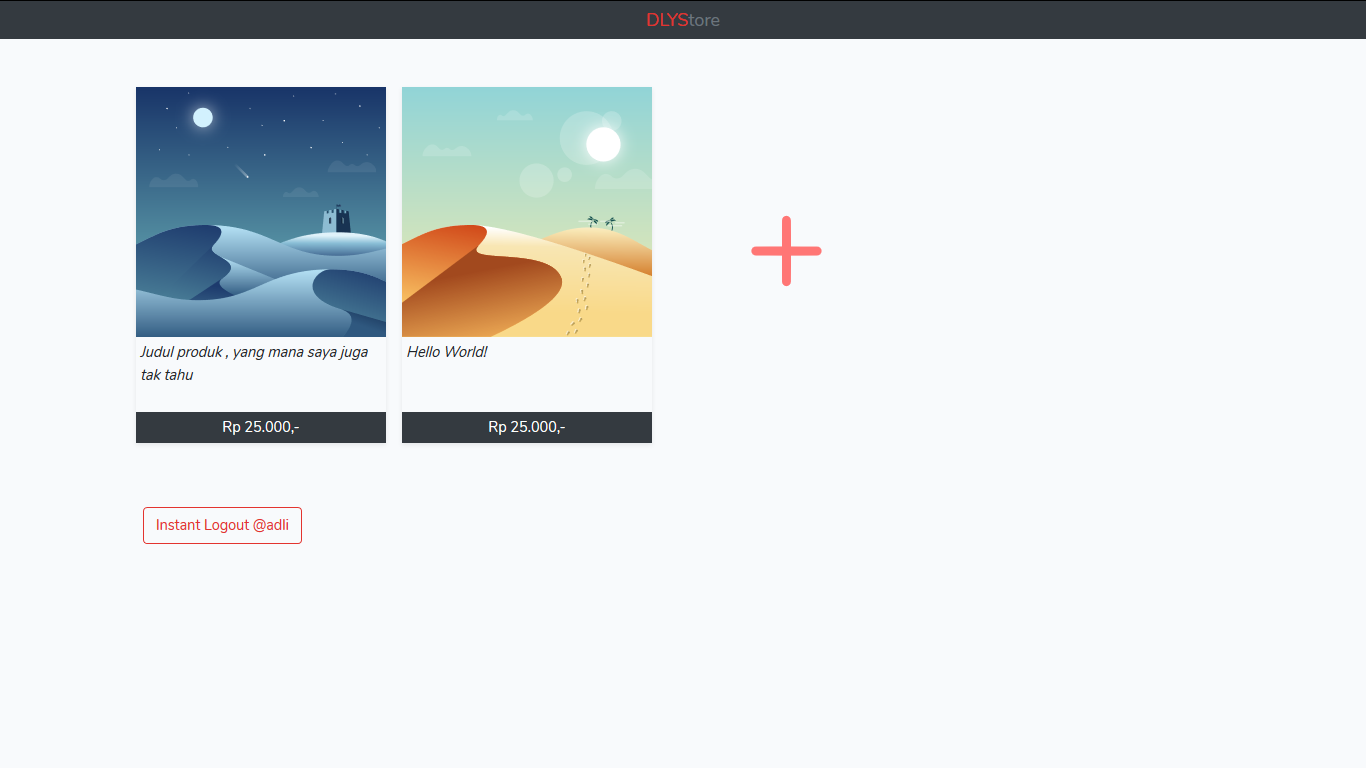 DLYStore
Judul produk , yang mana saya juga
tak tahu
Hello World!
Rp 25.000,-
Rp 25.000,-
Instant Logout @adli